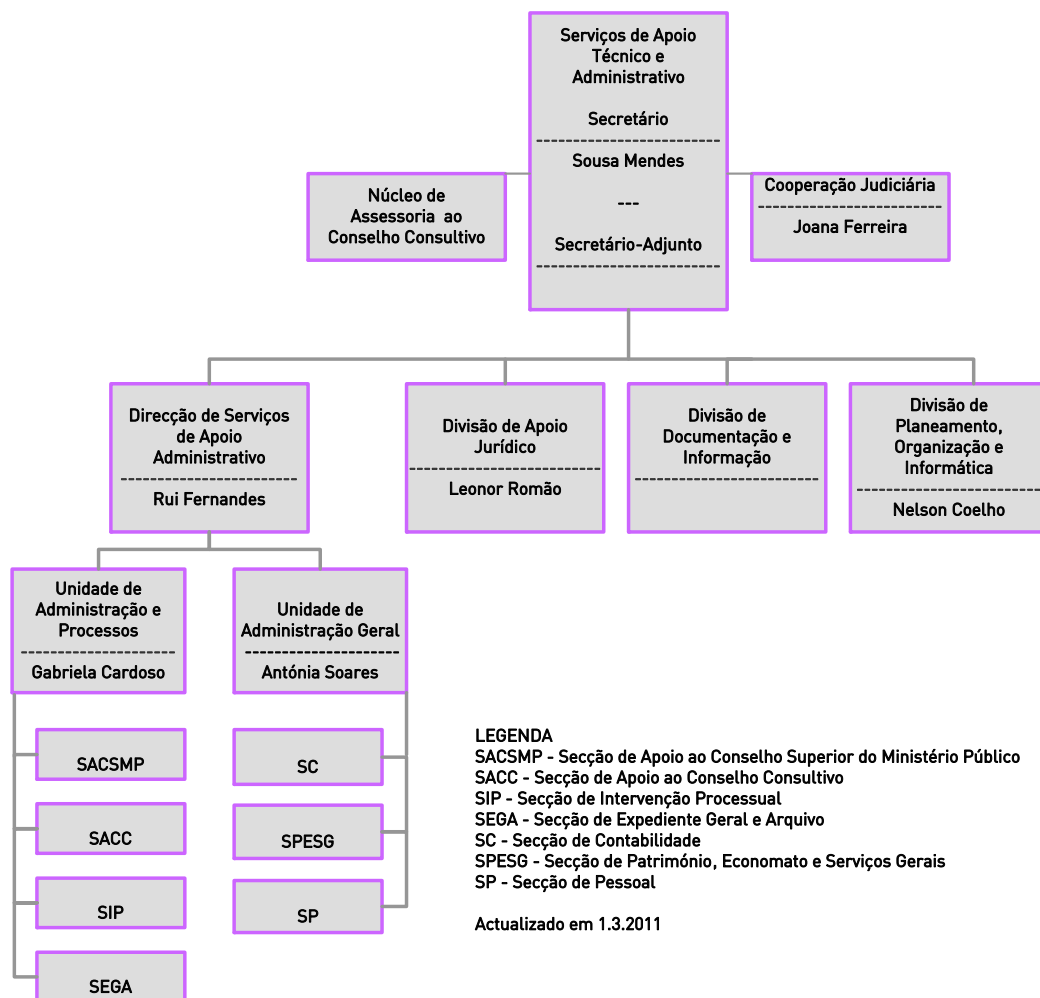 Serviços de Apoio
Técnico e
Administrativo
Secretário
Sousa Mendes
---
Secretário-Adjunto
Núcleo de
Assessoria ao
Conselho Consultivo
Cooperação Judiciária
Joana Ferreira
Direcção de Serviços
de Apoio
Administrativo
Rui Fernandes
Divisão de Apoio
Jurídico
Leonor Romão
Divisão de
Documentação e
Informação
Divisão de
Planeamento,
Organização e
Informática
Nelson Coelho
Unidade de
Administração e
Processos
Gabriela Cardoso
Unidade de
Administração Geral
Antónia Soares
SACSMP
SACC
SIP
SEGA
SC
SPESG
SP
LEGENDA
SACSMP - Secção de Apoio ao Conselho Superior do Ministério Público
SACC - Secção de Apoio ao Conselho Consultivo
SIP - Secção de Intervenção Processual
SEGA - Secção de Expediente Geral e Arquivo
SC - Secção de Contabilidade
SPESG - Secção de Património, Economato e Serviços Gerais
SP - Secção de Pessoal
Actualizado em 1.3.2011